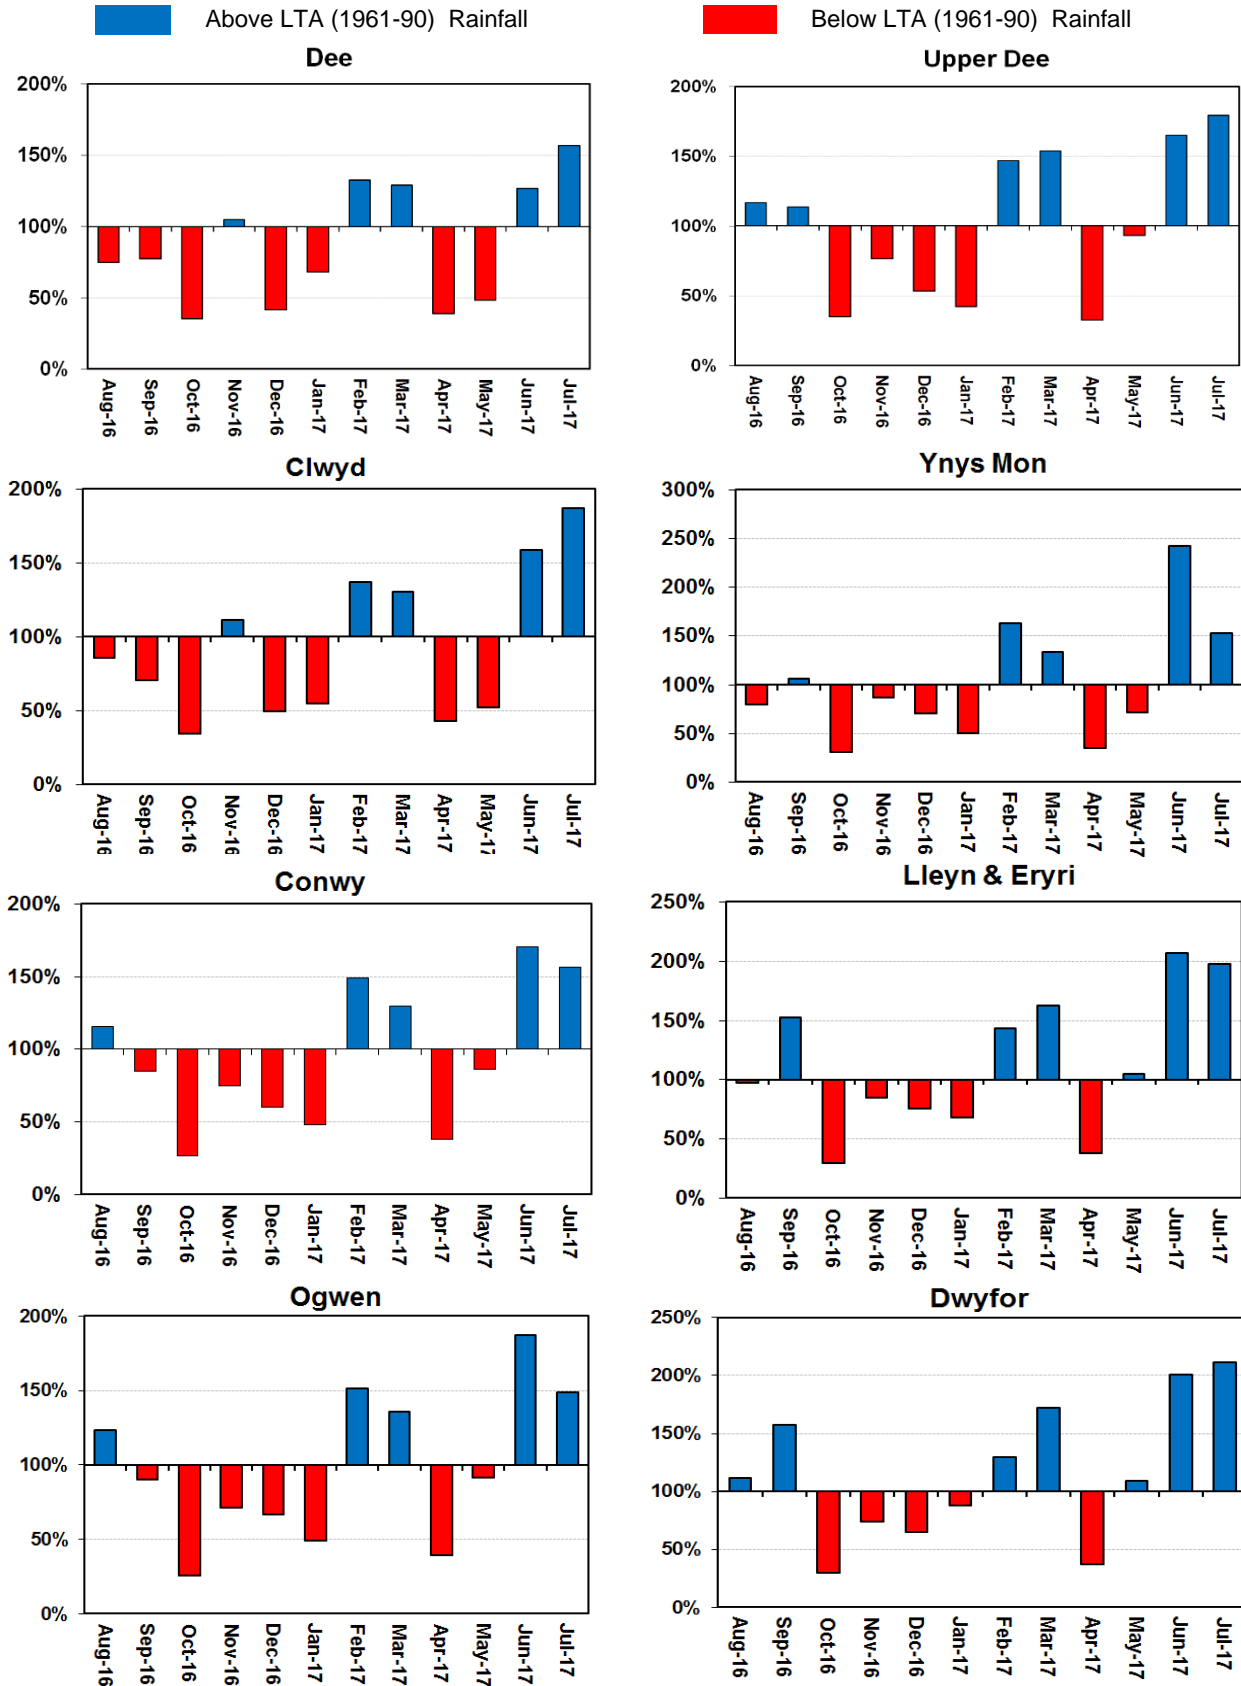 Above LTA (1961-90) Rainfall
Below LTA (1961-90) Rainfall
Dee
200%
150%
100%
50%
0%
Aug-16
Sep-16
Oct-16
Nov-16
Dec-16
Jan-17
Feb-17
Mar-17
Apr-17
May-17
Jun-17
Jul-17
Upper Dee
200%
150%
100%
50%
0%
Aug-16
Sep-16
Oct-16
Nov-16
Dec-16
Jan-17
Feb-17
Mar-17
Apr-17
May-17
Jun-17
Jul-17
Clwyd
200%
150%
100%
50%
0%
Aug-16
Sep-16
Oct-16
Nov-16
Dec-16
Jan-17
Feb-17
Mar-17
Apr-17
May-17
Jun-17
Jul-17
Ynys Mon
300%
250%
200%
150%
100%
50%
0%
Aug-16
Sep-16
Oct-16
Nov-16
Dec-16
Jan-17
Feb-17
Mar-17
Apr-17
May-17
Jun-17
Jul-17
Conwy
200%
150%
100%
50%
0%
Aug-16
Sep-16
Oct-16
Nov-16
Dec-16
Jan-17
Feb-17
Mar-17
Apr-17
May-17
Jun-17
Jul-17
Lleyn & Eryri
250%
200%
150%
100%
50%
0%
Aug-16
Sep-16
Oct-16
Nov-16
Dec-16
Jan-17
Feb-17
Mar-17
Apr-17
May-17
Jun-17
Jul-17
Ogwen
200%
150%
100%
50%
0%
Aug-16
Sep-16
Oct-16
Nov-16
Dec-16
Jan-17
Feb-17
Mar-17
Apr-17
May-17
Jun-17
Jul-17
Dwyfor
250%
200%
150%
100%
50%
0%
Aug-16
Sep-16
Oct-16
Nov-16
Dec-16
Jan-17
Feb-17
Mar-17
Apr-17
May-17
Jun-17
Jul-17